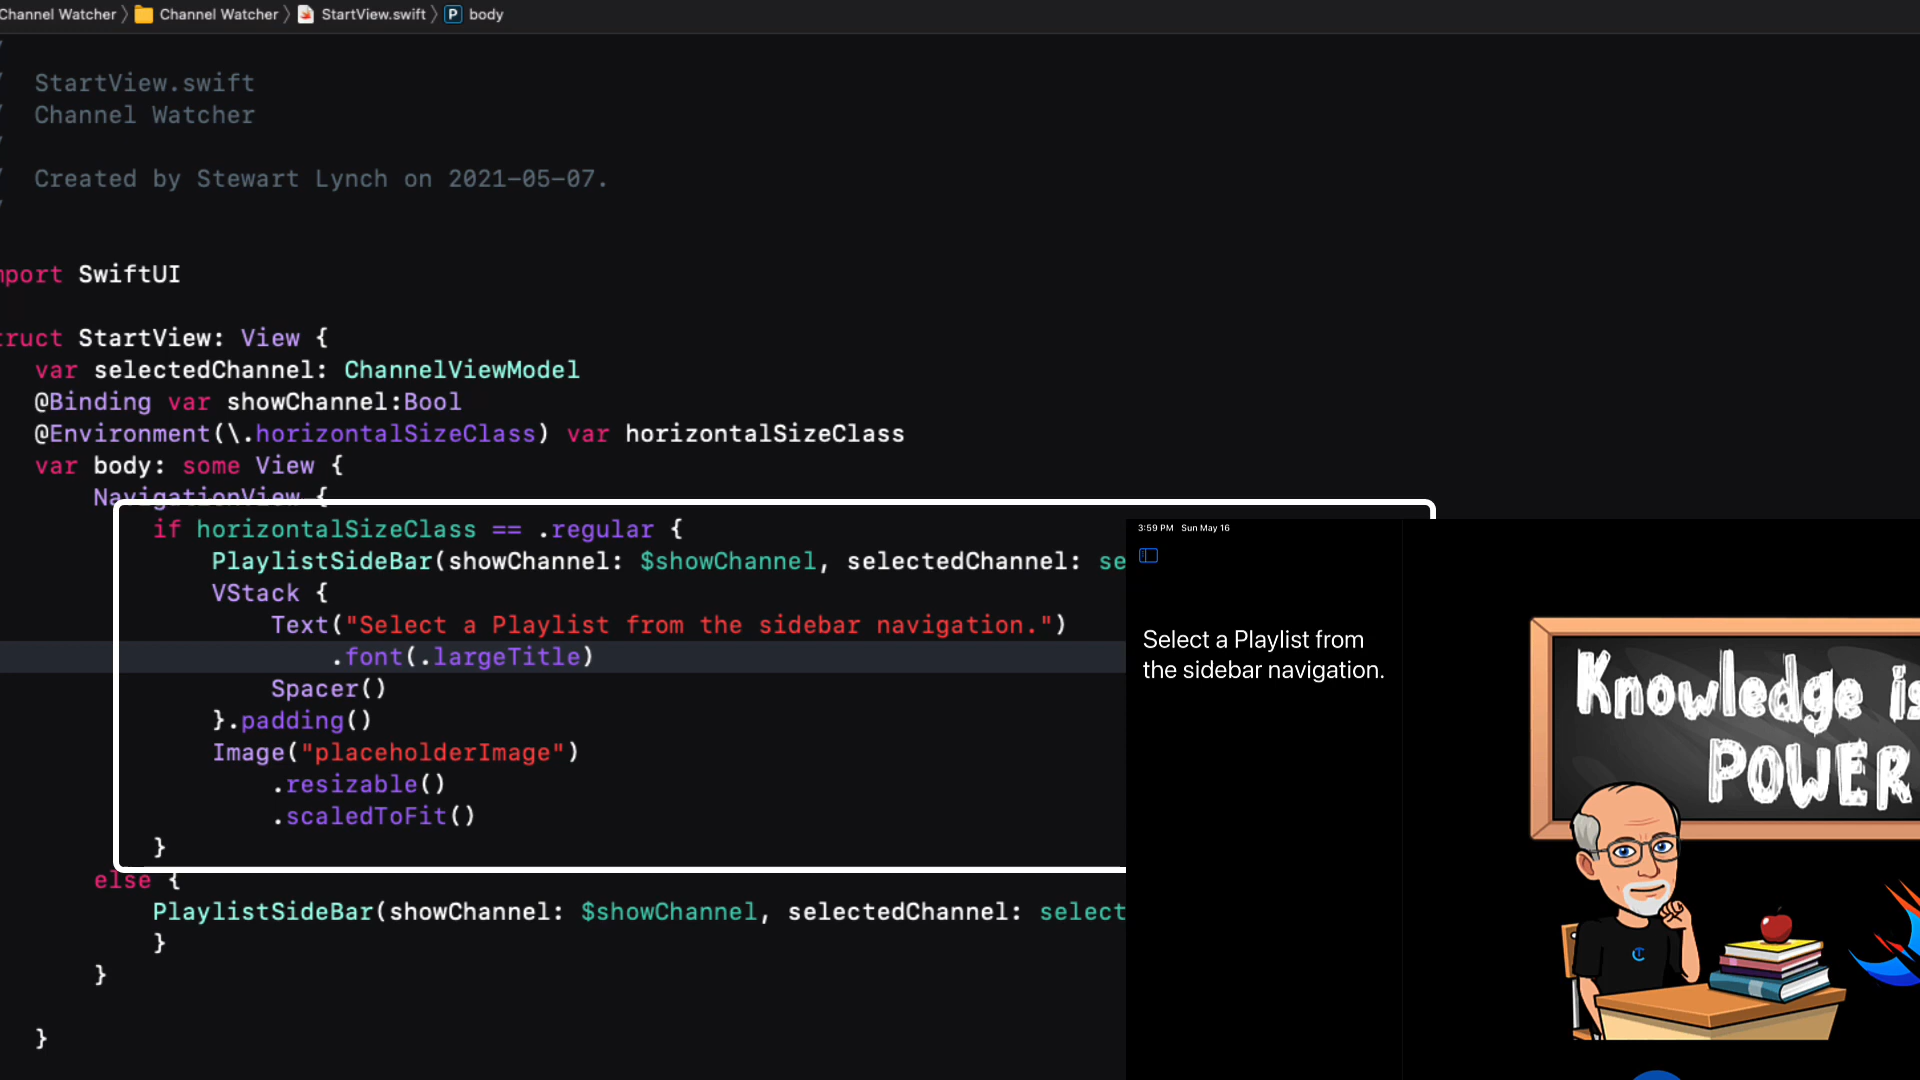 Channel Watcher 〉 Channel Watcher 〉 StartView.swift 〉 P body
StartView.swift
Channel Watcher
Created by Stewart Lynch on 2021-05-07.
mport SwiftUI
truct StartView: View {
var selectedChannel: ChannelViewModel
@Binding var showChannel:Bool
@Environment(\.horizontalSizeClass) var horizontalSizeClass
var body: some View {
NavigationView {
if horizontalSizeClass == .regular {
PlaylistSideBar(showChannel: $showChannel, selectedChannel: se
VStack {
Text("Select a Playlist from the sidebar navigation.")
.font(.largeTitle)
Spacer()
}.padding()
Image("placeholderImage")
.resizable()
.scaledToFit()
}
else {
PlaylistSideBar(showChannel: $showChannel, selectedChannel: select
}
}
}
3:59 PM Sun May 16
Select a Playlist from
the sidebar navigation.
Knowledge is
POWER